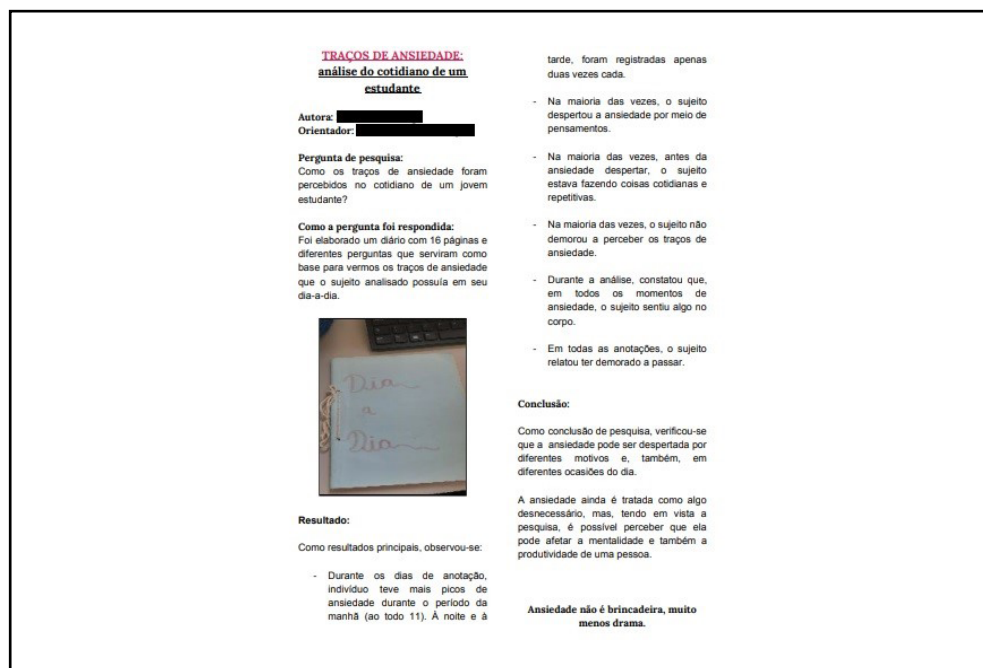 TRAÇOS DE ANSIEDADE:
análise do cotidiano de um
estudante
Autora:
Orientador:
Pergunta de pesquisa:
Como os traços de ansiedade foram
percebidos no cotidiano de um jovem
estudante?
Como a pergunta foi respondida:
Foi elaborado um diário com 16 páginas e
diferentes perguntas que serviram como
base para vermos os traços de ansiedade
que o sujeito analisado possuía em seu
dia-a-dia.
Dia
a
Dia
Resultado:
Como resultados principais, observou-se:
- Durante os dias de anotação,
indivíduo teve mais picos de
ansiedade durante o período da
manhã (ao todo 11). À noite e à
tarde, foram registradas apenas
duas vezes cada.
- Na maioria das vezes, o sujeito
despertou a ansiedade por meio de
pensamentos.
- Na maioria das vezes, antes da
ansiedade despertar, o sujeito
estava fazendo coisas cotidianas e
repetitivas.
- Na maioria das vezes, o sujeito não
demorou a perceber os traços de
ansiedade.
- Durante a análise, constatou que,
em todos os momentos de
ansiedade, o sujeito sentiu algo no
corpo.
- Em todas as anotações, o sujeito
relatou ter demorado a passar.
Conclusão:
Como conclusão de pesquisa, verificou-se
que a ansiedade pode ser despertada por
diferentes motivos e, também, em
diferentes ocasiões do dia.
A ansiedade ainda é tratada como algo
desnecessário, mas, tendo em vista a
pesquisa, é possível perceber que ela
pode afetar a mentalidade e também a
produtividade de uma pessoa.
Ansiedade não é brincadeira, muito
menos drama.